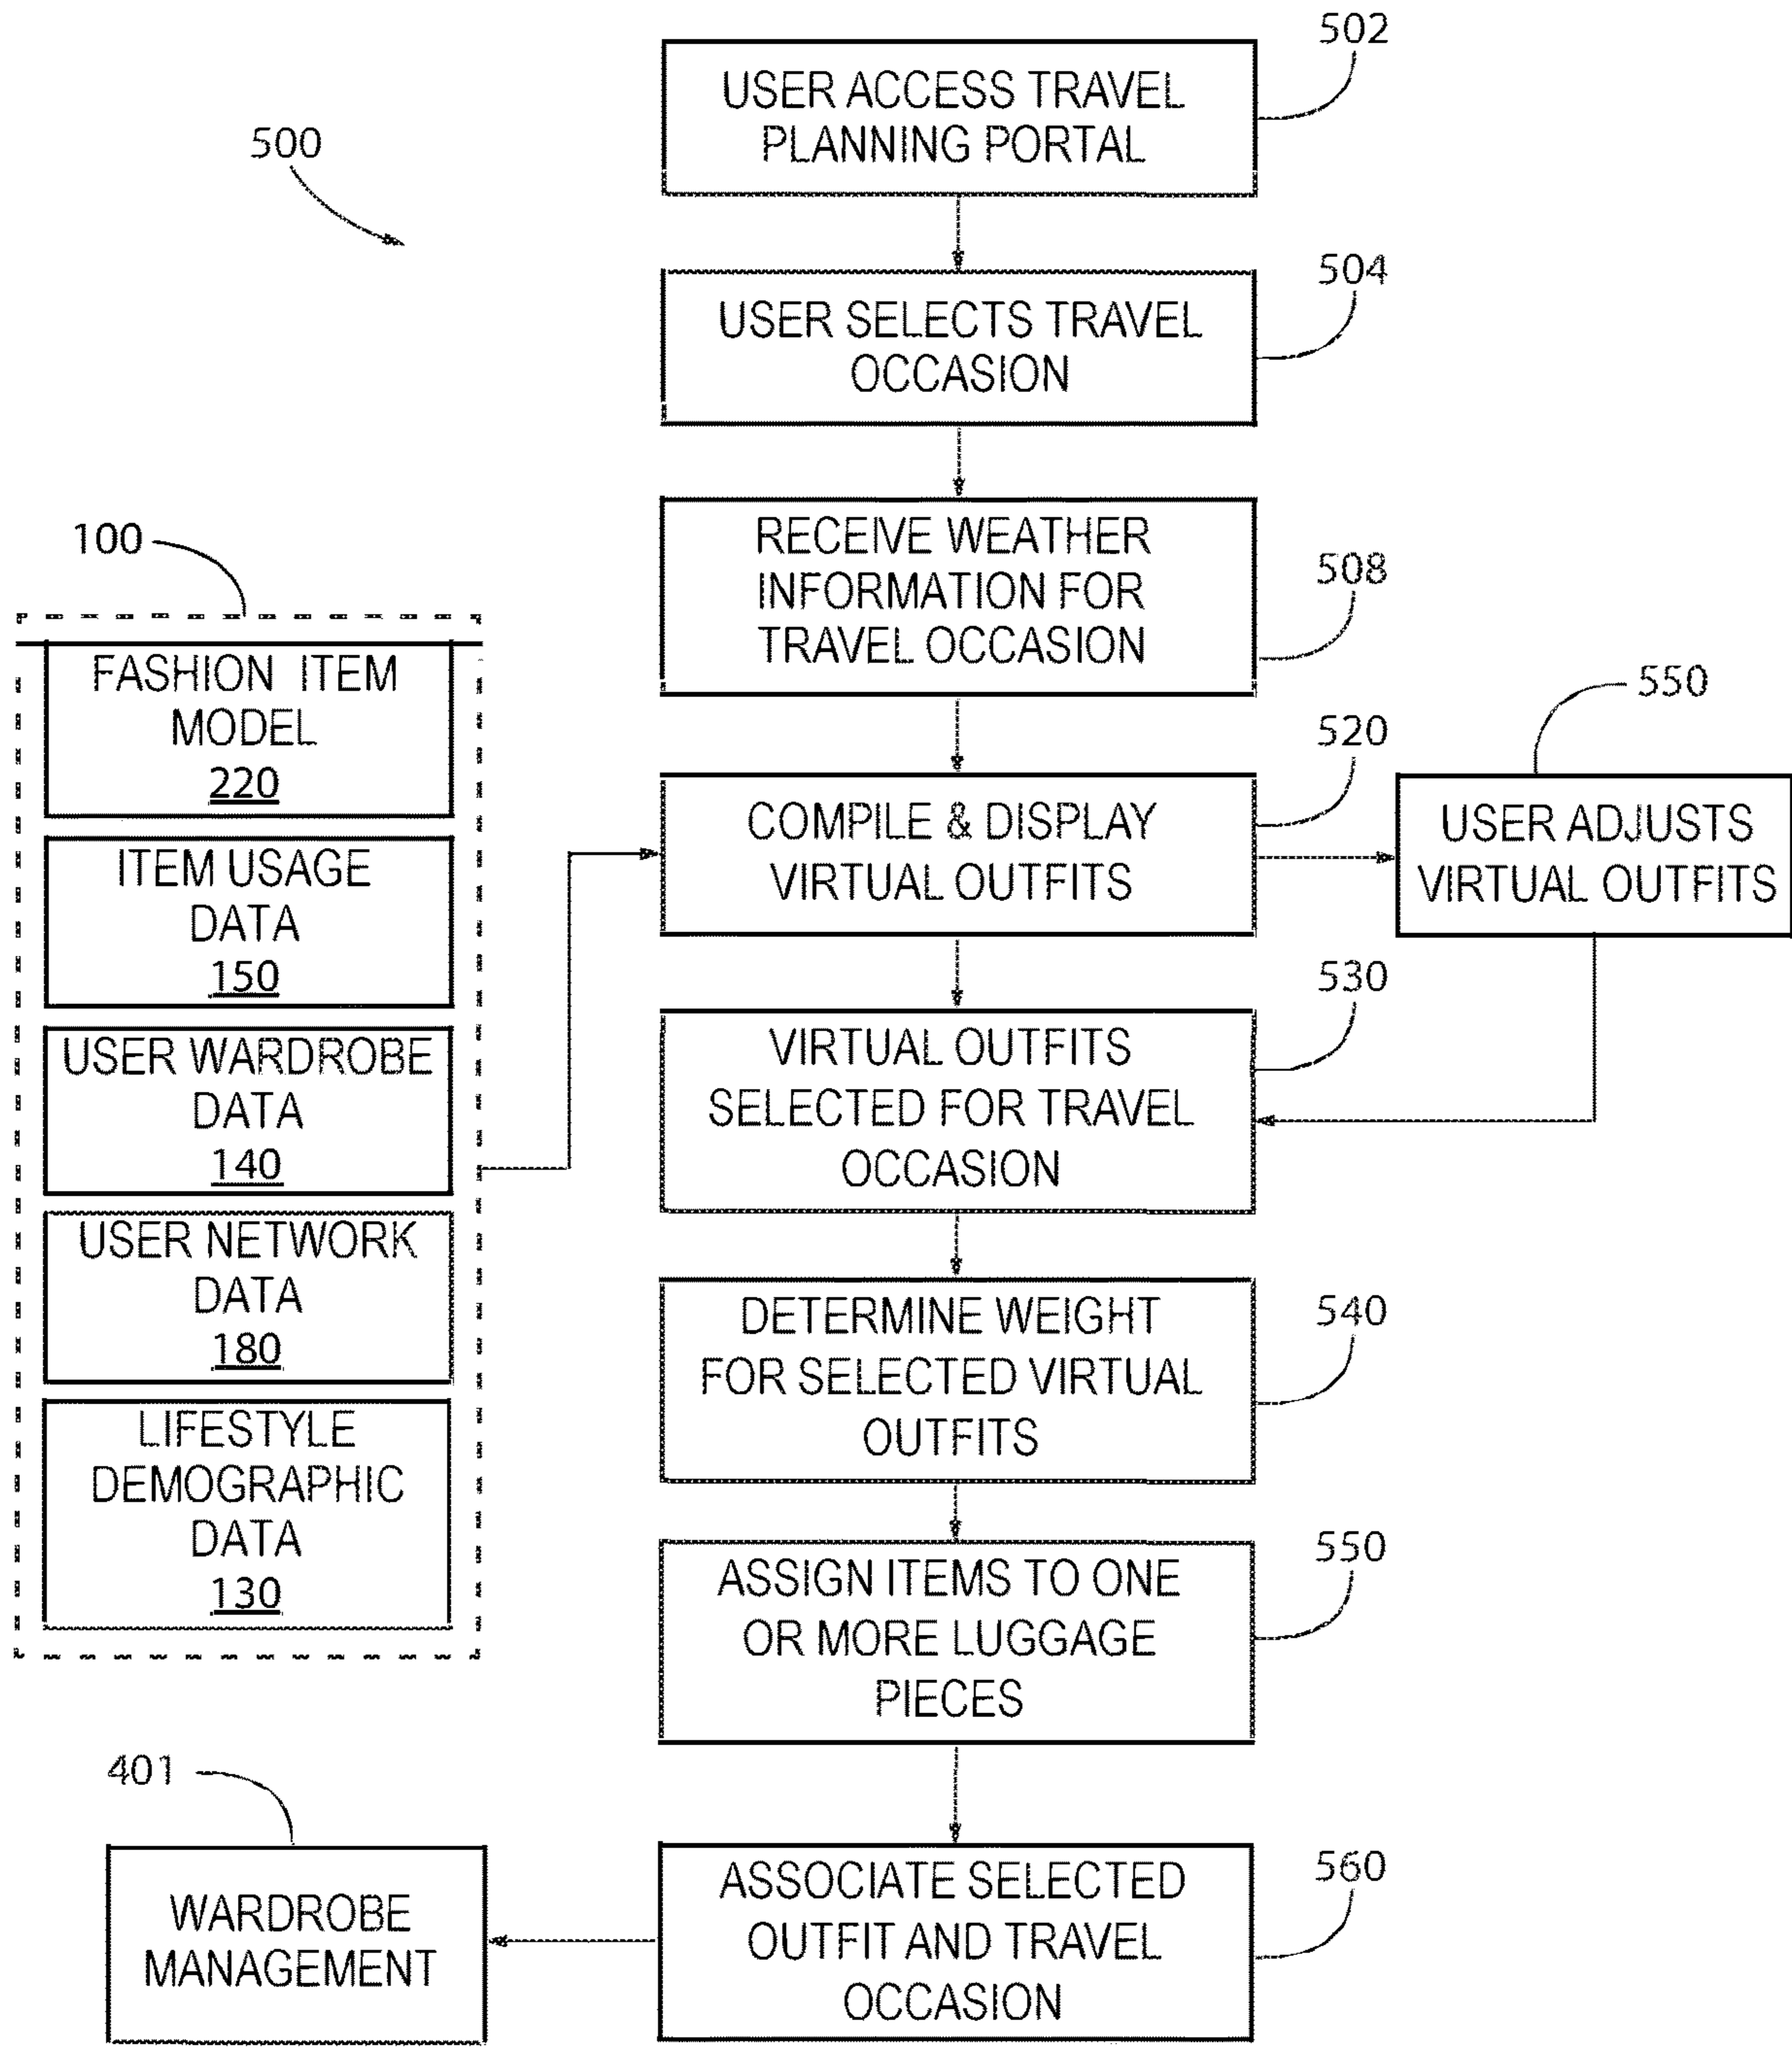 500
502
USER ACCESS TRAVEL
PLANNING PORTAL
504
USER SELECTS TRAVEL
OCCASION
508
RECEIVE WEATHER
INFORMATION FOR
TRAVEL OCCASION
100
FASHION ITEM
MODEL
220
ITEM USAGE
DATA
150
USER WARDROBE
DATA
140
USER NETWORK
DATA
180
LIFESTYLE
DEMOGRAPHIC
DATA
130
520
COMPILE & DISPLAY
VIRTUAL OUTFITS
550
USER ADJUSTS
VIRTUAL OUTFITS
530
VIRTUAL OUTFITS
SELECTED FOR TRAVEL
OCCASION
540
DETERMINE WEIGHT
FOR SELECTED VIRTUAL
OUTFITS
550
ASSIGN ITEMS TO ONE
OR MORE LUGGAGE
PIECES
560
ASSOCIATE SELECTED
OUTFIT AND TRAVEL
OCCASION
401
WARDROBE
MANAGEMENT